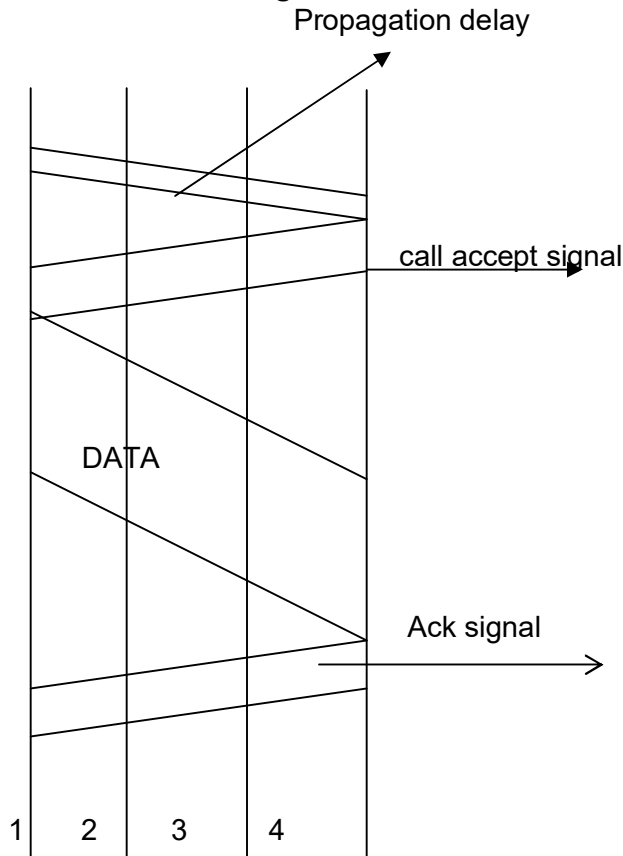 Propagation delay
call accept signal
DATA
Ack signal
1 2 3 4